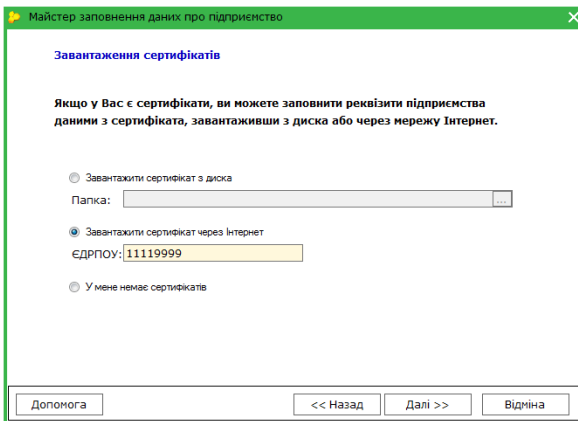 Майстер заповнення даних про підприємство
Завантаження сертифікатів
Якщо у Вас є сертифікати, ви можете заповнити реквізити підприємства
даними з сертифіката, завантаживши з диска або через мережу Інтернет.
Завантажити сертифікат з диска
Папка:
...
Завантажити сертифікат через Інтернет
ЄДРПОУ: 11119999
У мене немає сертифікатів
Допомога << Назад Далі >> Відміна